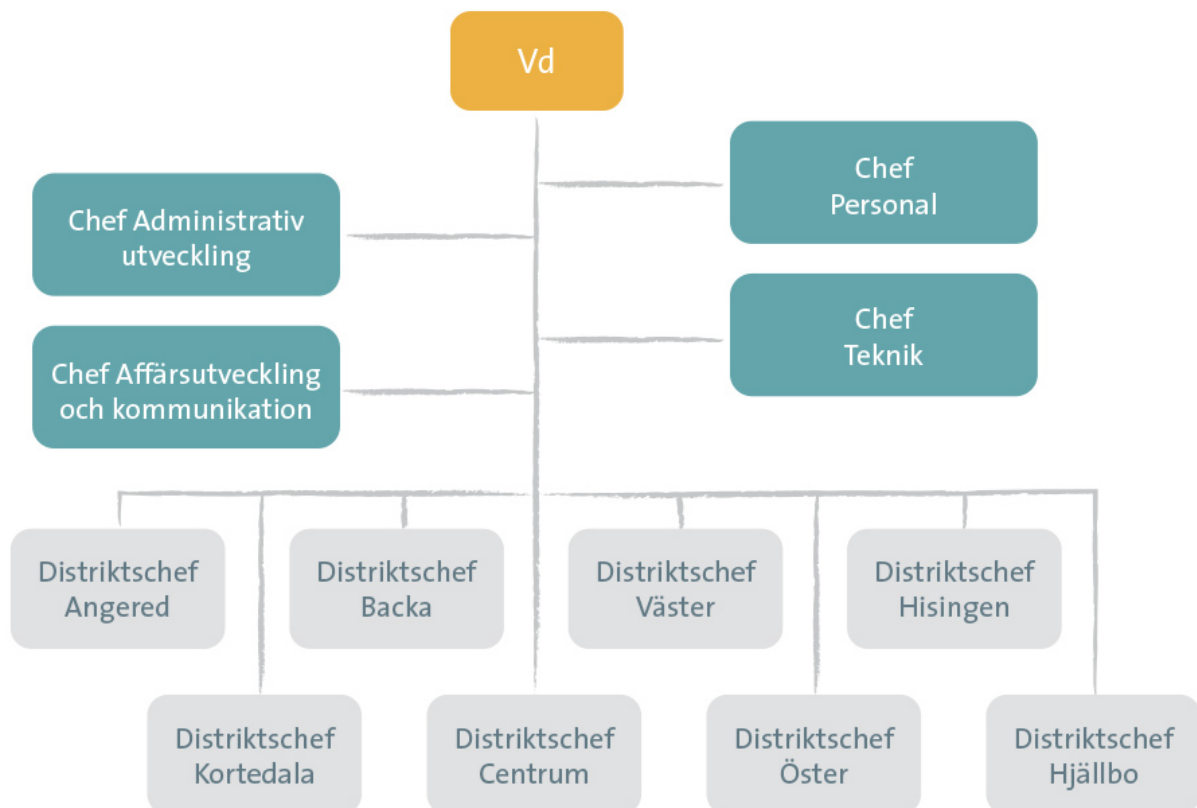 Vd
Chef
Personal
Chef Administrativ
utveckling
Chef
Teknik
Chef Affärsutveckling
och kommunikation
Distriktschef
Angered
Distriktschef
Backa
Distriktschef
Väster
Distriktschef
Hisingen
Distriktschef
Kortedala
Distriktschef
Centrum
Distriktschef
Öster
Distriktschef
Hjällbo